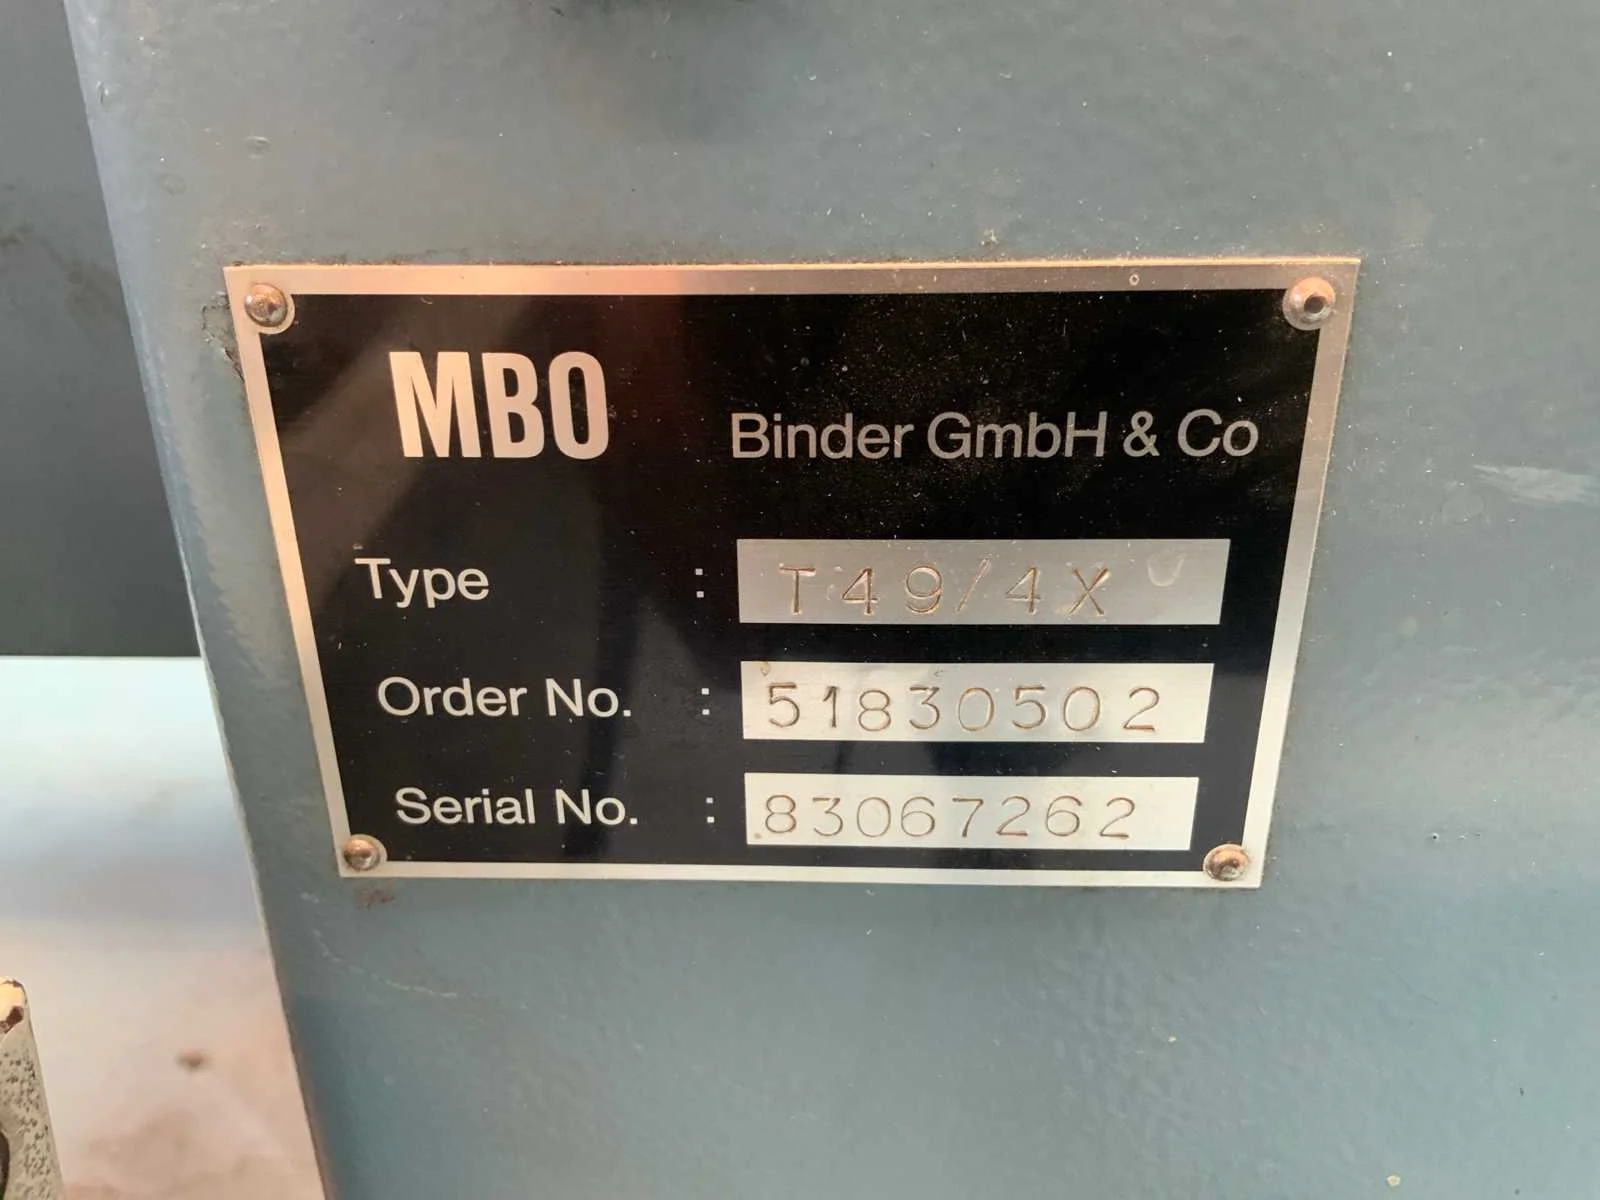 MBO Binder GmbH & Co
Type : T49/4X
Order No. : 51830502
Serial No. : 83067262